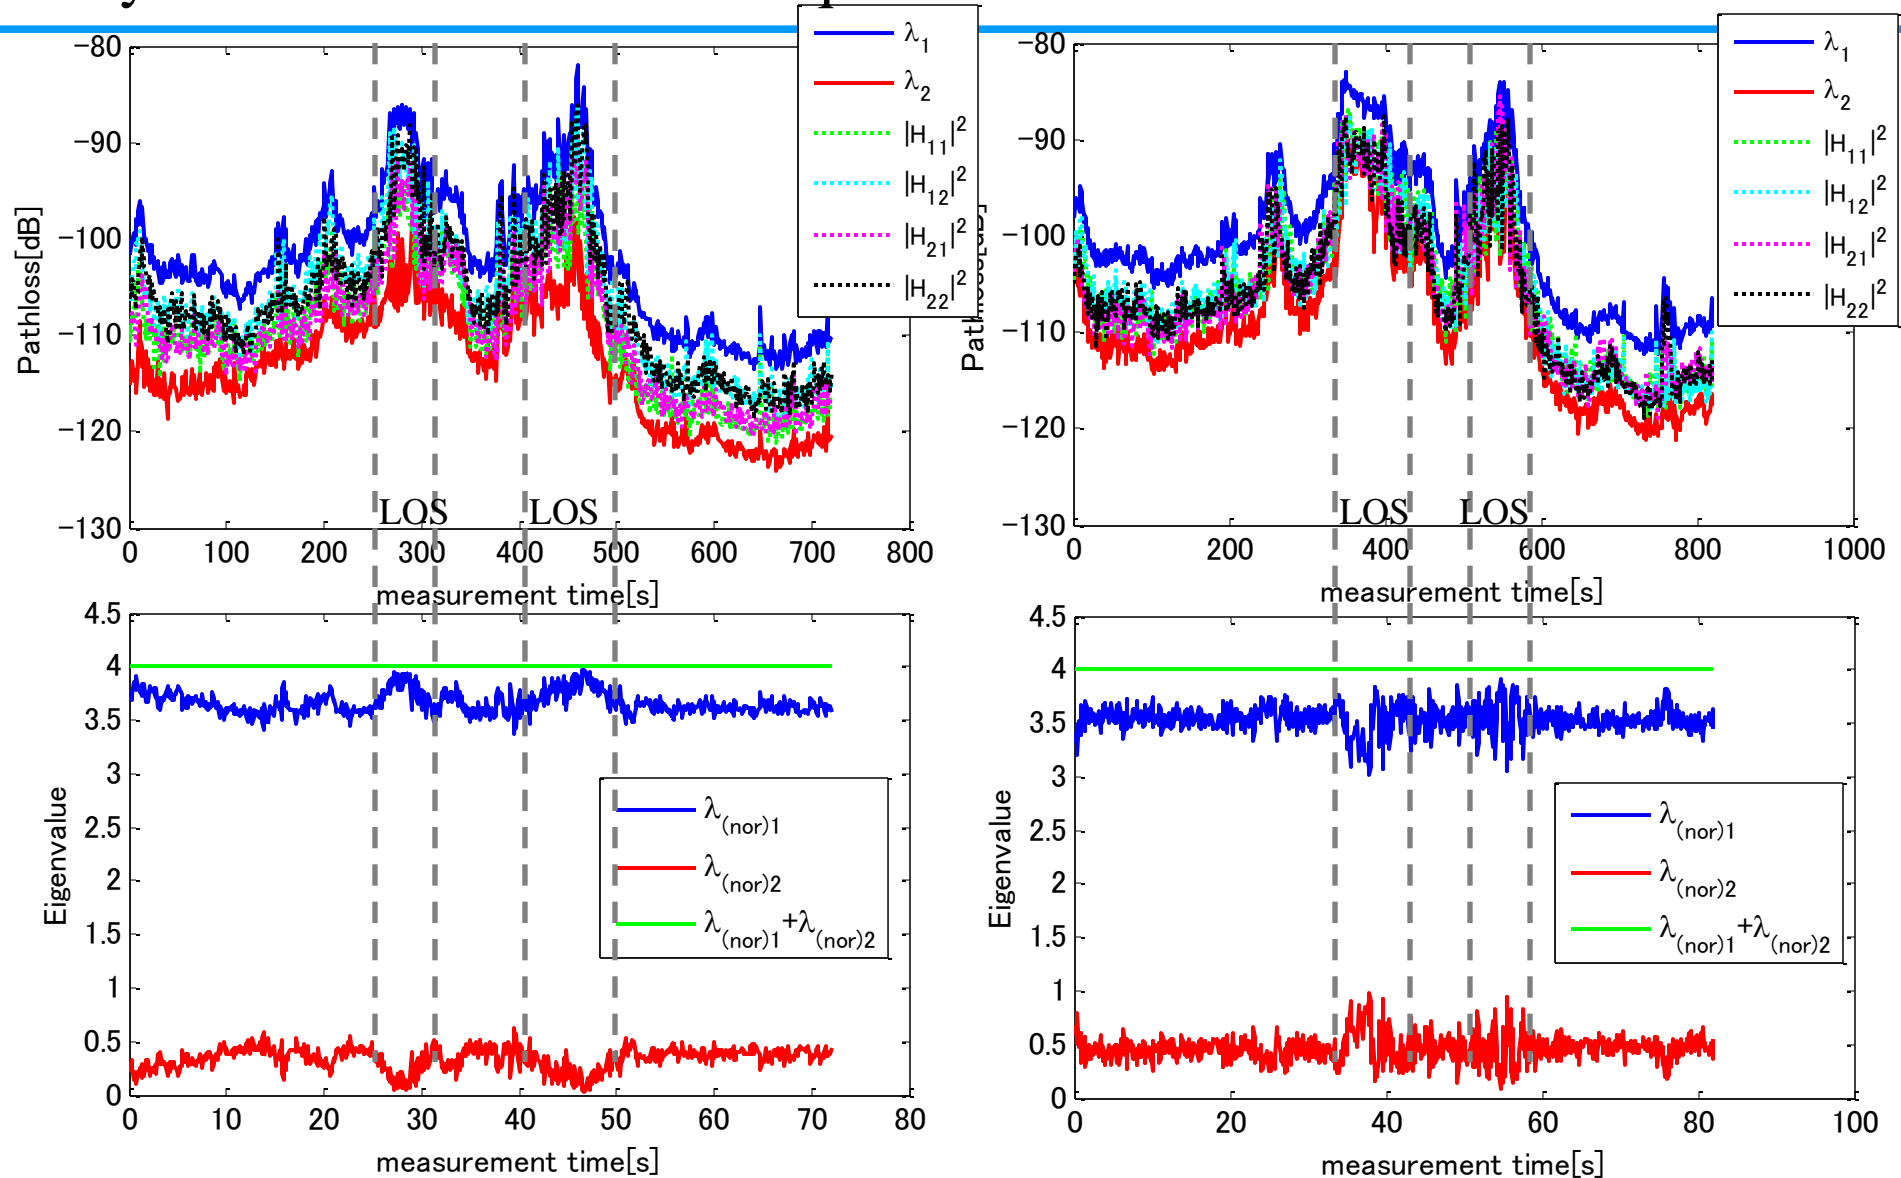 λ1
λ2
|H11|²
|H12|²
|H21|²
|H22|²
−80
−90
−100
−110
−120
−130
Pathloss[dB]
LOS LOS
0 100 200 300 400 500 600 700 800
measurement time[s]
λ1
λ2
|H11|²
|H12|²
|H21|²
|H22|²
−80
−90
−100
−110
−120
−130
LOS LOS
0 200 400 600 800 1000
measurement time[s]
4.5
4
3.5
3
2.5
2
1.5
1
0.5
0
Eigenvalue
λ(nor)1
λ(nor)2
λ(nor)1+λ(nor)2
0 10 20 30 40 50 60 70 80
measurement time[s]
4.5
4
3.5
3
2.5
2
1.5
1
0.5
0
Eigenvalue
λ(nor)1
λ(nor)2
λ(nor)1+λ(nor)2
0 20 40 60 80 100
measurement time[s]